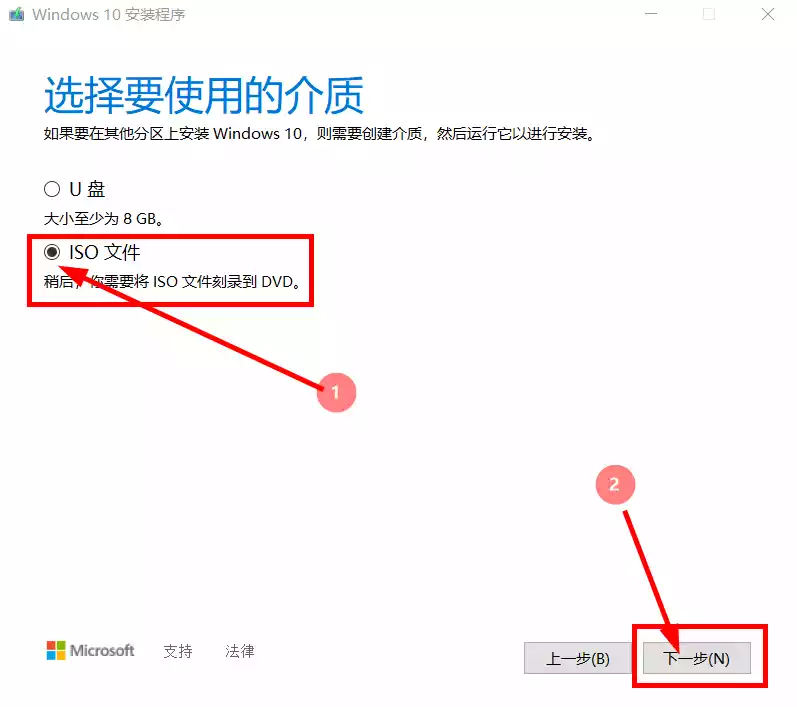 Windows 10 安装程序
选择要使用的介质
如果要在其他分区上安装 Windows 10，则需要创建介质，然后运行它以进行安装。
U 盘
大小至少为 8 GB。
ISO 文件
稍后，你需要将 ISO 文件刻录到 DVD。
1
2
Microsoft 支持 法律 上一步(B) 下一步(N)